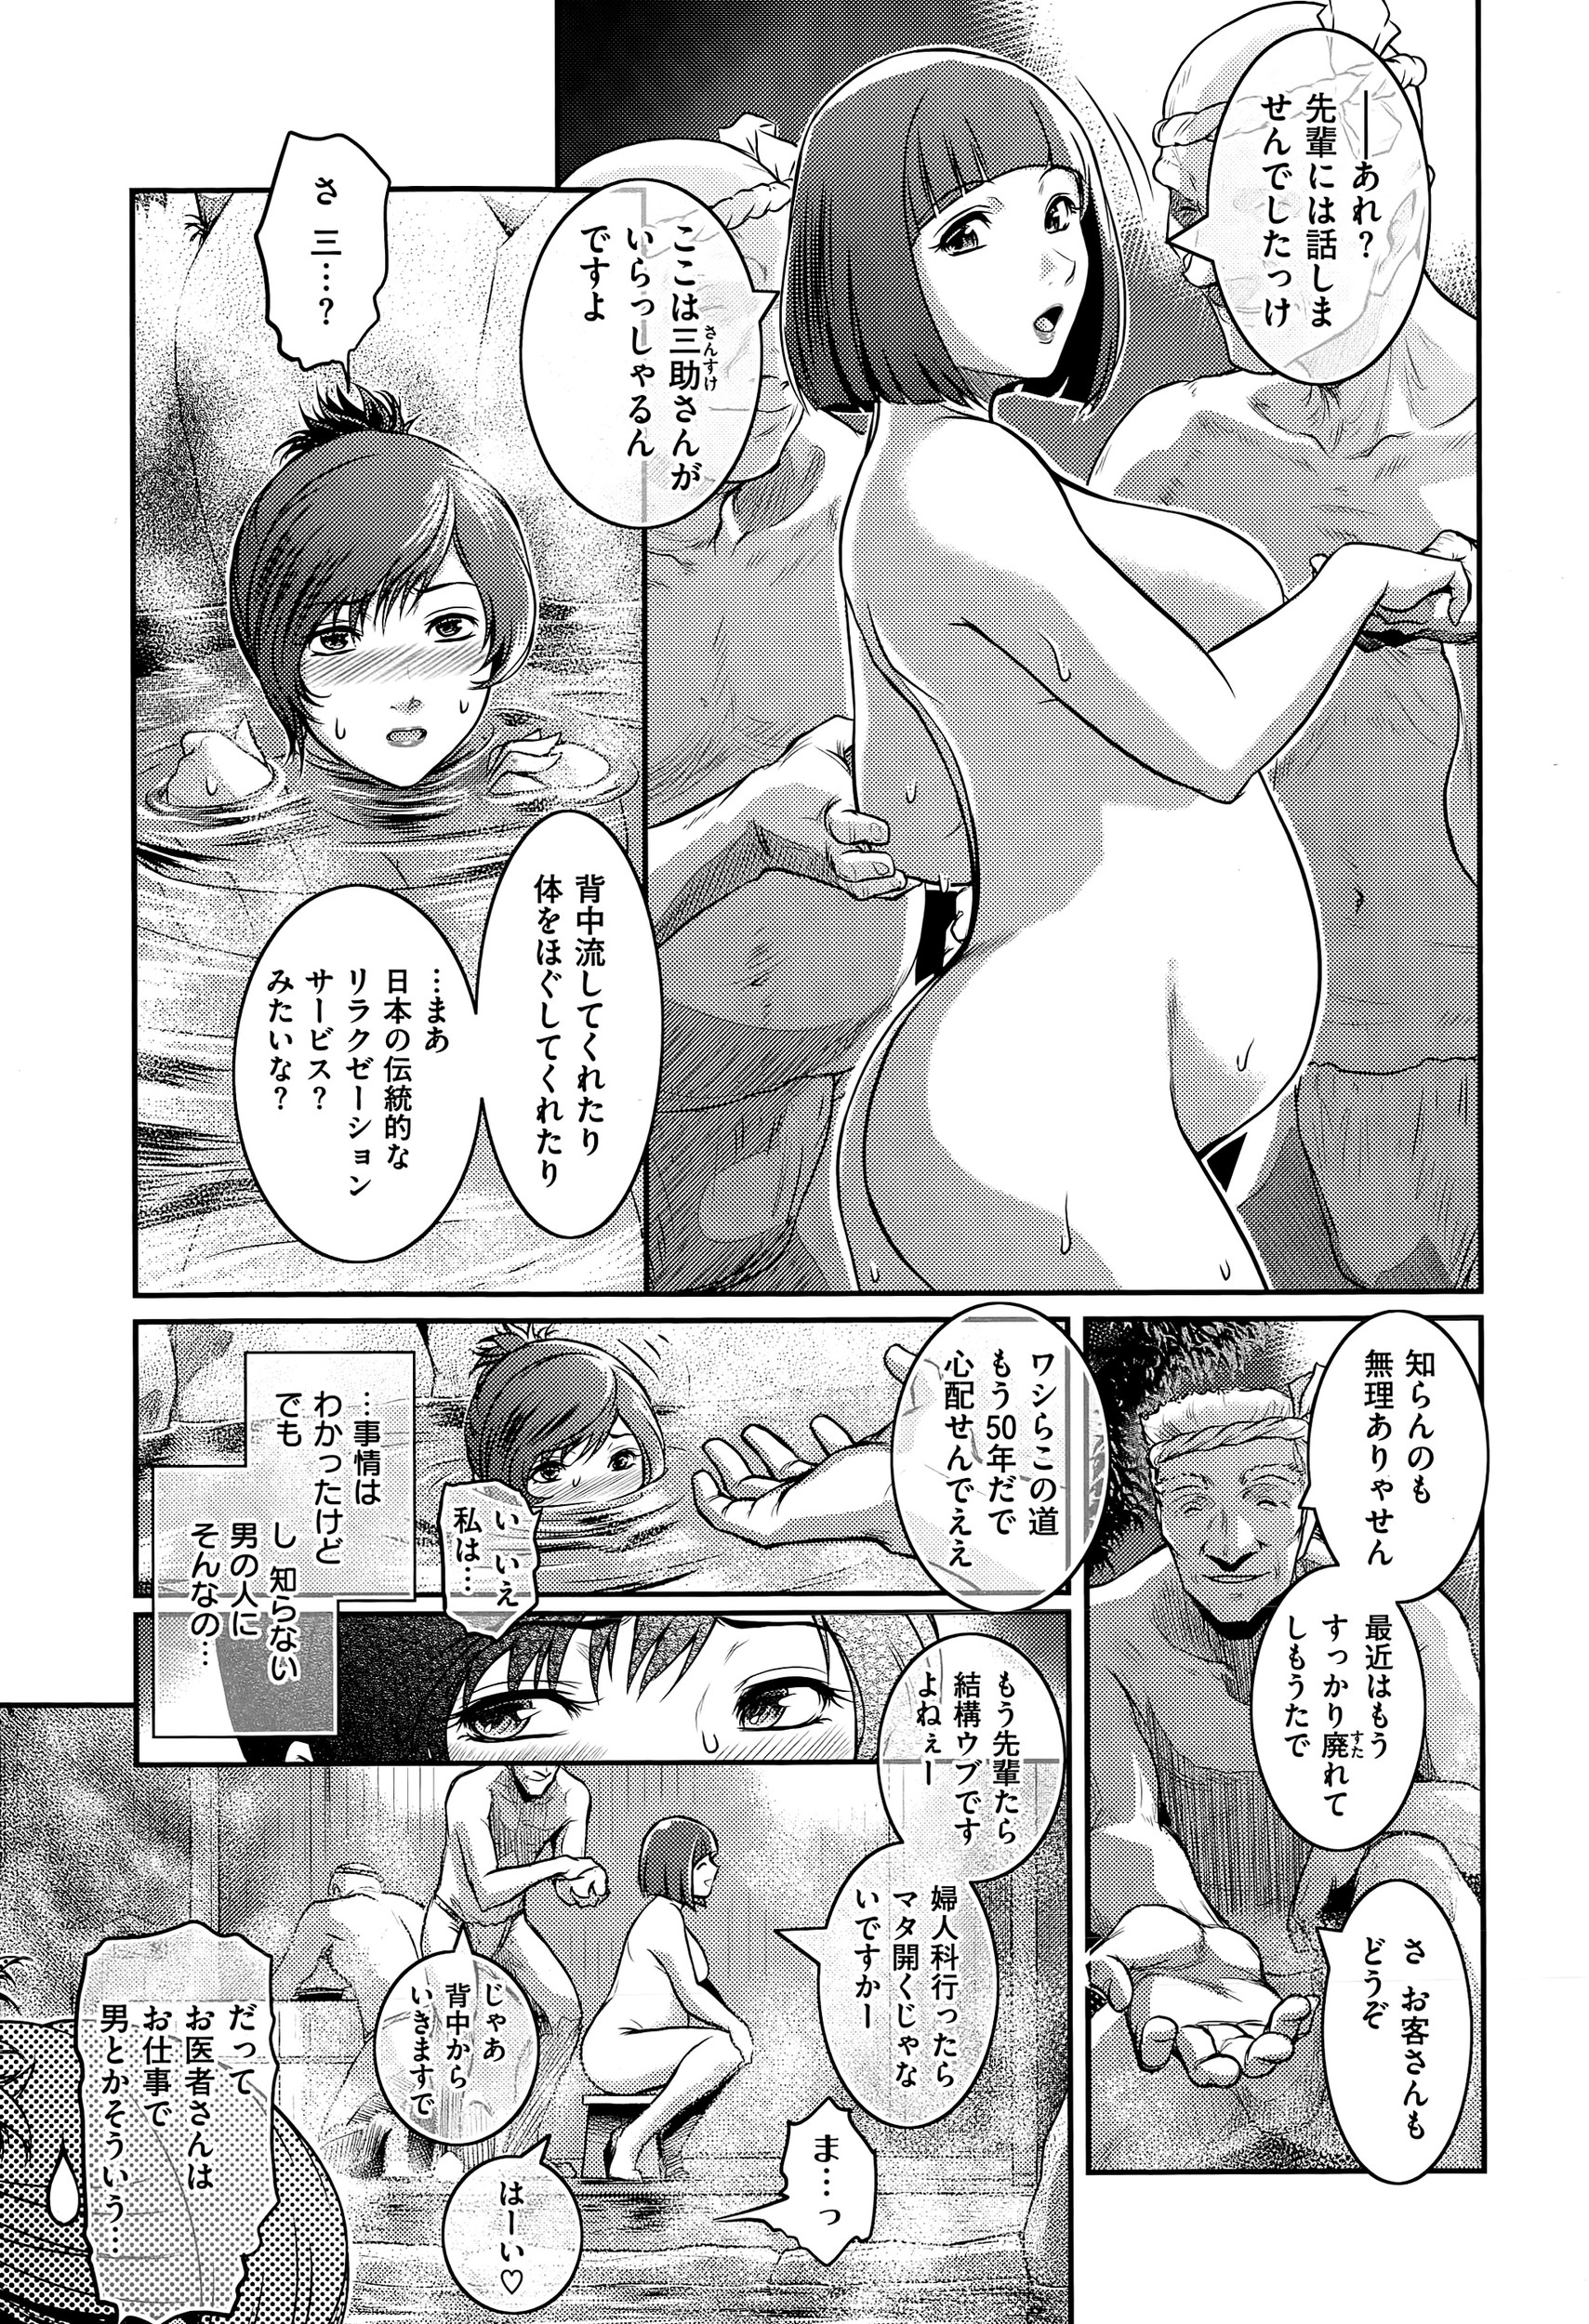 ――あれ？
先輩には話しま
せんでしたっけ
ここは三助さんが
さんすけ
いらっしゃるん
ですよ
さ 三…？
背中流してくれたり
体をほぐしてくれたり
…まあ
日本の伝統的な
リラクゼーション
サービス？
みたいな？
知らんのも
無理ありゃせん
最近はもう
すっかり廃れて
すた
しもうたで
さ お客さんも
どうぞ
ワシらこの道
もう50年だで
心配せんでええ
いいえ
私は…
…事情は
わかったけど
でも
し 知らない
男の人に
そんなの…
もう先輩たら
結構ウブです
よねぇー
婦人科行ったら
マタ開くじゃな
いですかー
ま…っ
じゃあ
背中から
いきますで
はーい♡
だって
お医者さんは
お仕事で
男とかそういう…